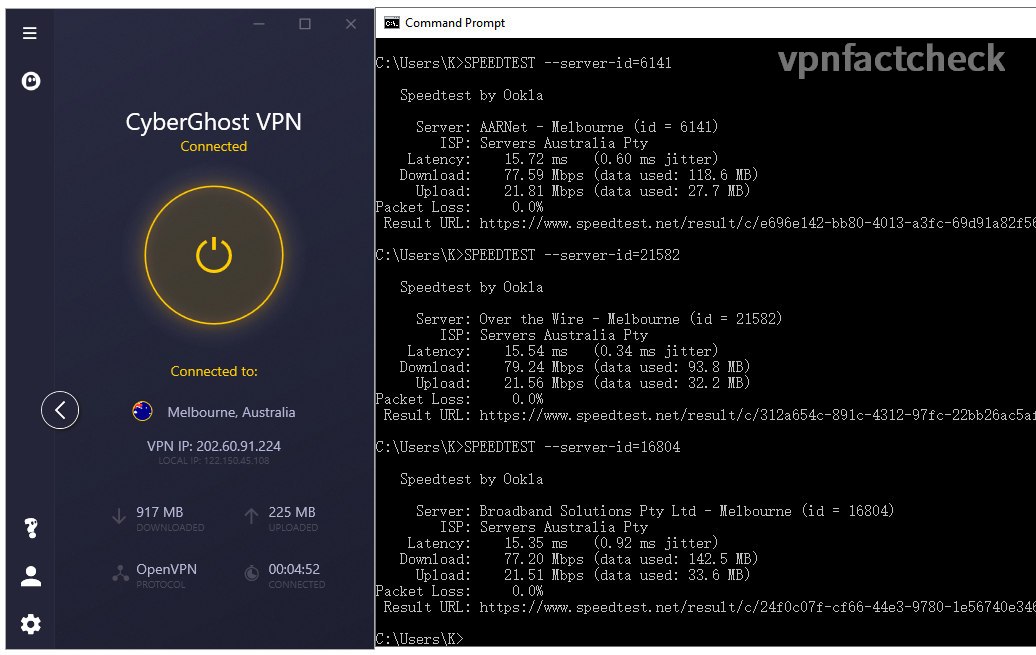 CyberGhost VPN
Connected
Connected to:
Melbourne, Australia
VPN IP: 202.60.91.224
LOCAL IP: 122.150.45.108
917 MB
DOWNLOADED
225 MB
UPLOADED
OpenVPN
PROTOCOL
00:04:52
CONNECTED
Command Prompt
vpnfactcheck
C:\Users\K>SPEEDTEST --server-id=6141
Speedtest by Ookla
Server: AARNet - Melbourne (id = 6141)
ISP: Servers Australia Pty
Latency: 15.72 ms (0.60 ms jitter)
Download: 77.59 Mbps (data used: 118.6 MB)
Upload: 21.81 Mbps (data used: 27.7 MB)
Packet Loss: 0.0%
Result URL: https://www.speedtest.net/result/c/e696e142-bb80-4013-a3fc-69d91a82f56
C:\Users\K>SPEEDTEST --server-id=21582
Speedtest by Ookla
Server: Over the Wire - Melbourne (id = 21582)
ISP: Servers Australia Pty
Latency: 15.54 ms (0.34 ms jitter)
Download: 79.24 Mbps (data used: 93.8 MB)
Upload: 21.56 Mbps (data used: 32.2 MB)
Packet Loss: 0.0%
Result URL: https://www.speedtest.net/result/c/312a654c-891c-4312-97fc-22bb26ac5af
C:\Users\K>SPEEDTEST --server-id=16804
Speedtest by Ookla
Server: Broadband Solutions Pty Ltd - Melbourne (id = 16804)
ISP: Servers Australia Pty
Latency: 15.35 ms (0.92 ms jitter)
Download: 77.20 Mbps (data used: 142.5 MB)
Upload: 21.51 Mbps (data used: 33.6 MB)
Packet Loss: 0.0%
Result URL: https://www.speedtest.net/result/c/24f0c07f-cf66-44e3-9780-1e56740e346
C:\Users\K>